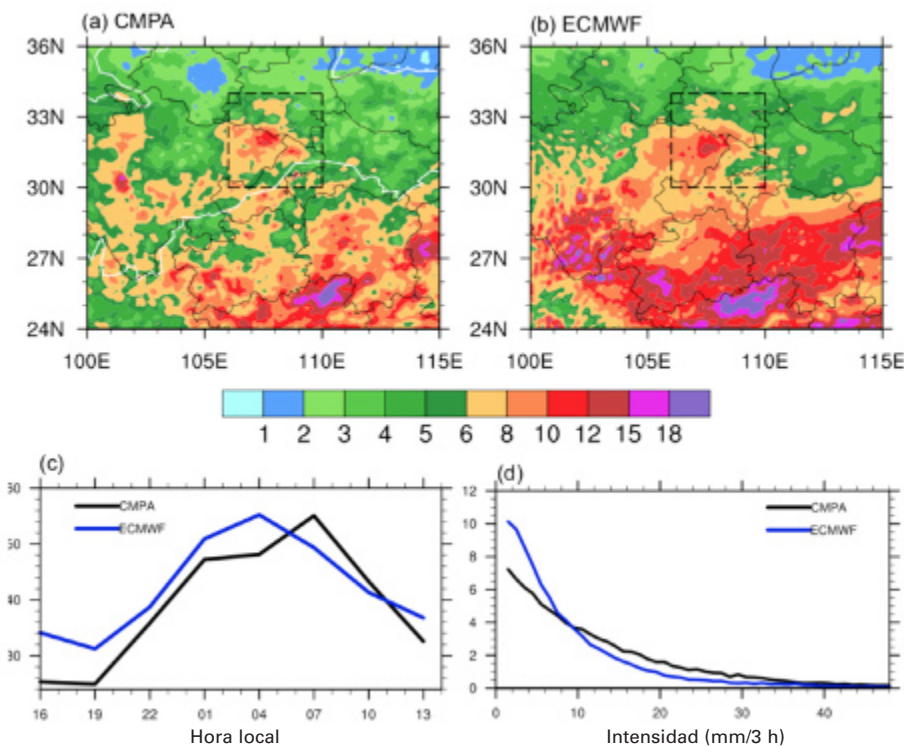 (a) CMPA
(b) ECMWF
36N
33N
30N
27N
24N
100E 105E 110E 115E
36N
33N
30N
27N
24N
100E 105E 110E 115E
1 2 3 4 5 6 8 10 12 15 18
(c)
CMPA
ECMWF
50
40
30
16 19 22 01 04 07 10 13
Hora local
(d)
CMPA
ECMWF
12
10
8
6
4
2
0
0 10 20 30 40
Intensidad (mm/3 h)